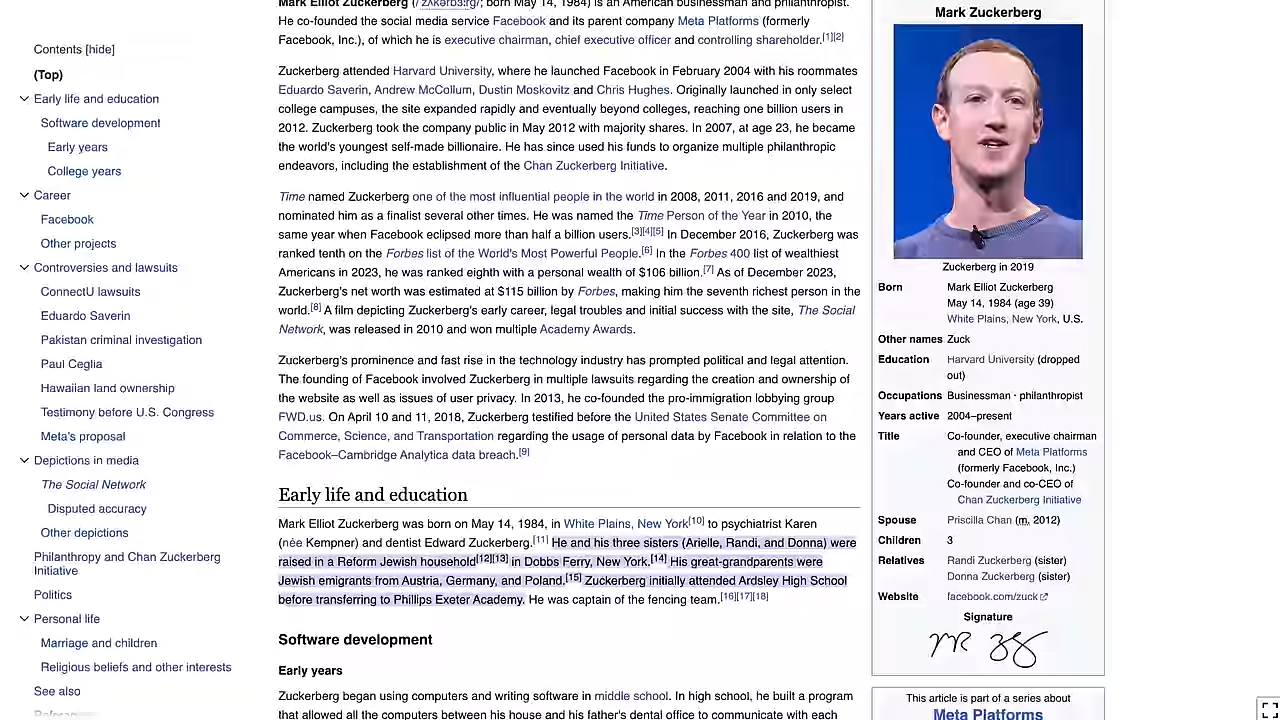 Contents [hide]
(Top)
Early life and education
Software development
Early years
College years
Career
Facebook
Other projects
Controversies and lawsuits
ConnectU lawsuits
Eduardo Saverin
Pakistan criminal investigation
Paul Ceglia
Hawaiian land ownership
Testimony before U.S. Congress
Meta's proposal
Depictions in media
The Social Network
Disputed accuracy
Other depictions
Philanthropy and Chan Zuckerberg
Initiative
Politics
Personal life
Marriage and children
Religious beliefs and other interests
See also
Mark Elliot Zuckerberg (/ˈzʌkərbɜːrɡ/; born May 14, 1984) is an American businessman and philanthropist.
He co-founded the social media service Facebook and its parent company Meta Platforms (formerly
Facebook, Inc.), of which he is executive chairman, chief executive officer and controlling shareholder.[1][2]
Zuckerberg attended Harvard University, where he launched Facebook in February 2004 with his roommates
Eduardo Saverin, Andrew McCollum, Dustin Moskovitz and Chris Hughes. Originally launched in only select
college campuses, the site expanded rapidly and eventually beyond colleges, reaching one billion users in
2012. Zuckerberg took the company public in May 2012 with majority shares. In 2007, at age 23, he became
the world's youngest self-made billionaire. He has since used his funds to organize multiple philanthropic
endeavors, including the establishment of the Chan Zuckerberg Initiative.
Time named Zuckerberg one of the most influential people in the world in 2008, 2011, 2016 and 2019, and
nominated him as a finalist several other times. He was named the Time Person of the Year in 2010, the
same year when Facebook eclipsed more than half a billion users.[3][4][5] In December 2016, Zuckerberg was
ranked tenth on the Forbes list of the World's Most Powerful People.[6] In the Forbes 400 list of wealthiest
Americans in 2023, he was ranked eighth with a personal wealth of $106 billion.[7] As of December 2023,
Zuckerberg's net worth was estimated at $115 billion by Forbes, making him the seventh richest person in the
world.[8] A film depicting Zuckerberg's early career, legal troubles and initial success with the site, The Social
Network, was released in 2010 and won multiple Academy Awards.
Zuckerberg's prominence and fast rise in the technology industry has prompted political and legal attention.
The founding of Facebook involved Zuckerberg in multiple lawsuits regarding the creation and ownership of
the website as well as issues of user privacy. In 2013, he co-founded the pro-immigration lobbying group
FWD.us. On April 10 and 11, 2018, Zuckerberg testified before the United States Senate Committee on
Commerce, Science, and Transportation regarding the usage of personal data by Facebook in relation to the
Facebook–Cambridge Analytica data breach.[9]
Early life and education
Mark Elliot Zuckerberg was born on May 14, 1984, in White Plains, New York[10] to psychiatrist Karen
(née Kempner) and dentist Edward Zuckerberg.[11] He and his three sisters (Arielle, Randi, and Donna) were
raised in a Reform Jewish household[12][13] in Dobbs Ferry, New York.[14] His great-grandparents were
Jewish emigrants from Austria, Germany, and Poland.[15] Zuckerberg initially attended Ardsley High School
before transferring to Phillips Exeter Academy. He was captain of the fencing team.[16][17][18]
Software development
Early years
Zuckerberg began using computers and writing software in middle school. In high school, he built a program
that allowed all the computers between his house and his father's dental office to communicate with each
Mark Zuckerberg
Zuckerberg in 2019
Born Mark Elliot Zuckerberg
May 14, 1984 (age 39)
White Plains, New York, U.S.
Other names Zuck
Education Harvard University (dropped
out)
Occupations Businessman · philanthropist
Years active 2004–present
Title Co-founder, executive chairman
and CEO of Meta Platforms
(formerly Facebook, Inc.)
Co-founder and co-CEO of
Chan Zuckerberg Initiative
Spouse Priscilla Chan (m. 2012)
Children 3
Relatives Randi Zuckerberg (sister)
Donna Zuckerberg (sister)
Website facebook.com/zuck
Signature
This article is part of a series about
Meta Platforms